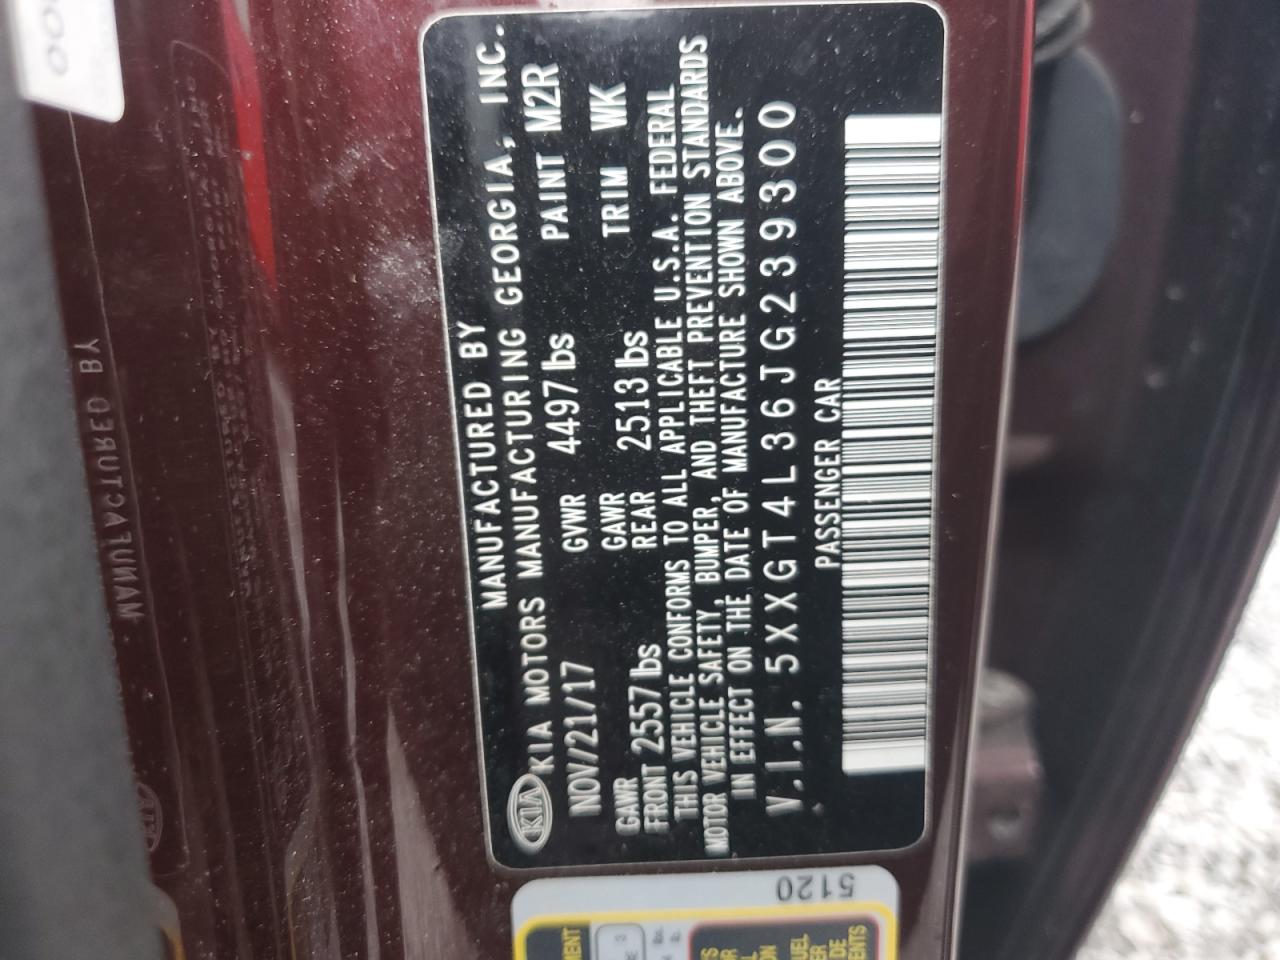 MANUFACTURED BY
KIA KIA MOTORS MANUFACTURING GEORGIA, INC.
NOV/21/17 GVWR 4497 lbs PAINT M2R
GAWR FRONT 2557 lbs GAWR REAR 2513 lbs TRIM WK
THIS VEHICLE CONFORMS TO ALL APPLICABLE U.S.A. FEDERAL
MOTOR VEHICLE SAFETY, BUMPER, AND THEFT PREVENTION STANDARDS
IN EFFECT ON THE DATE OF MANUFACTURE SHOWN ABOVE.
V.I.N. 5XXGT4L36JG239300
PASSENGER CAR
5120
MANUFACTURED BY